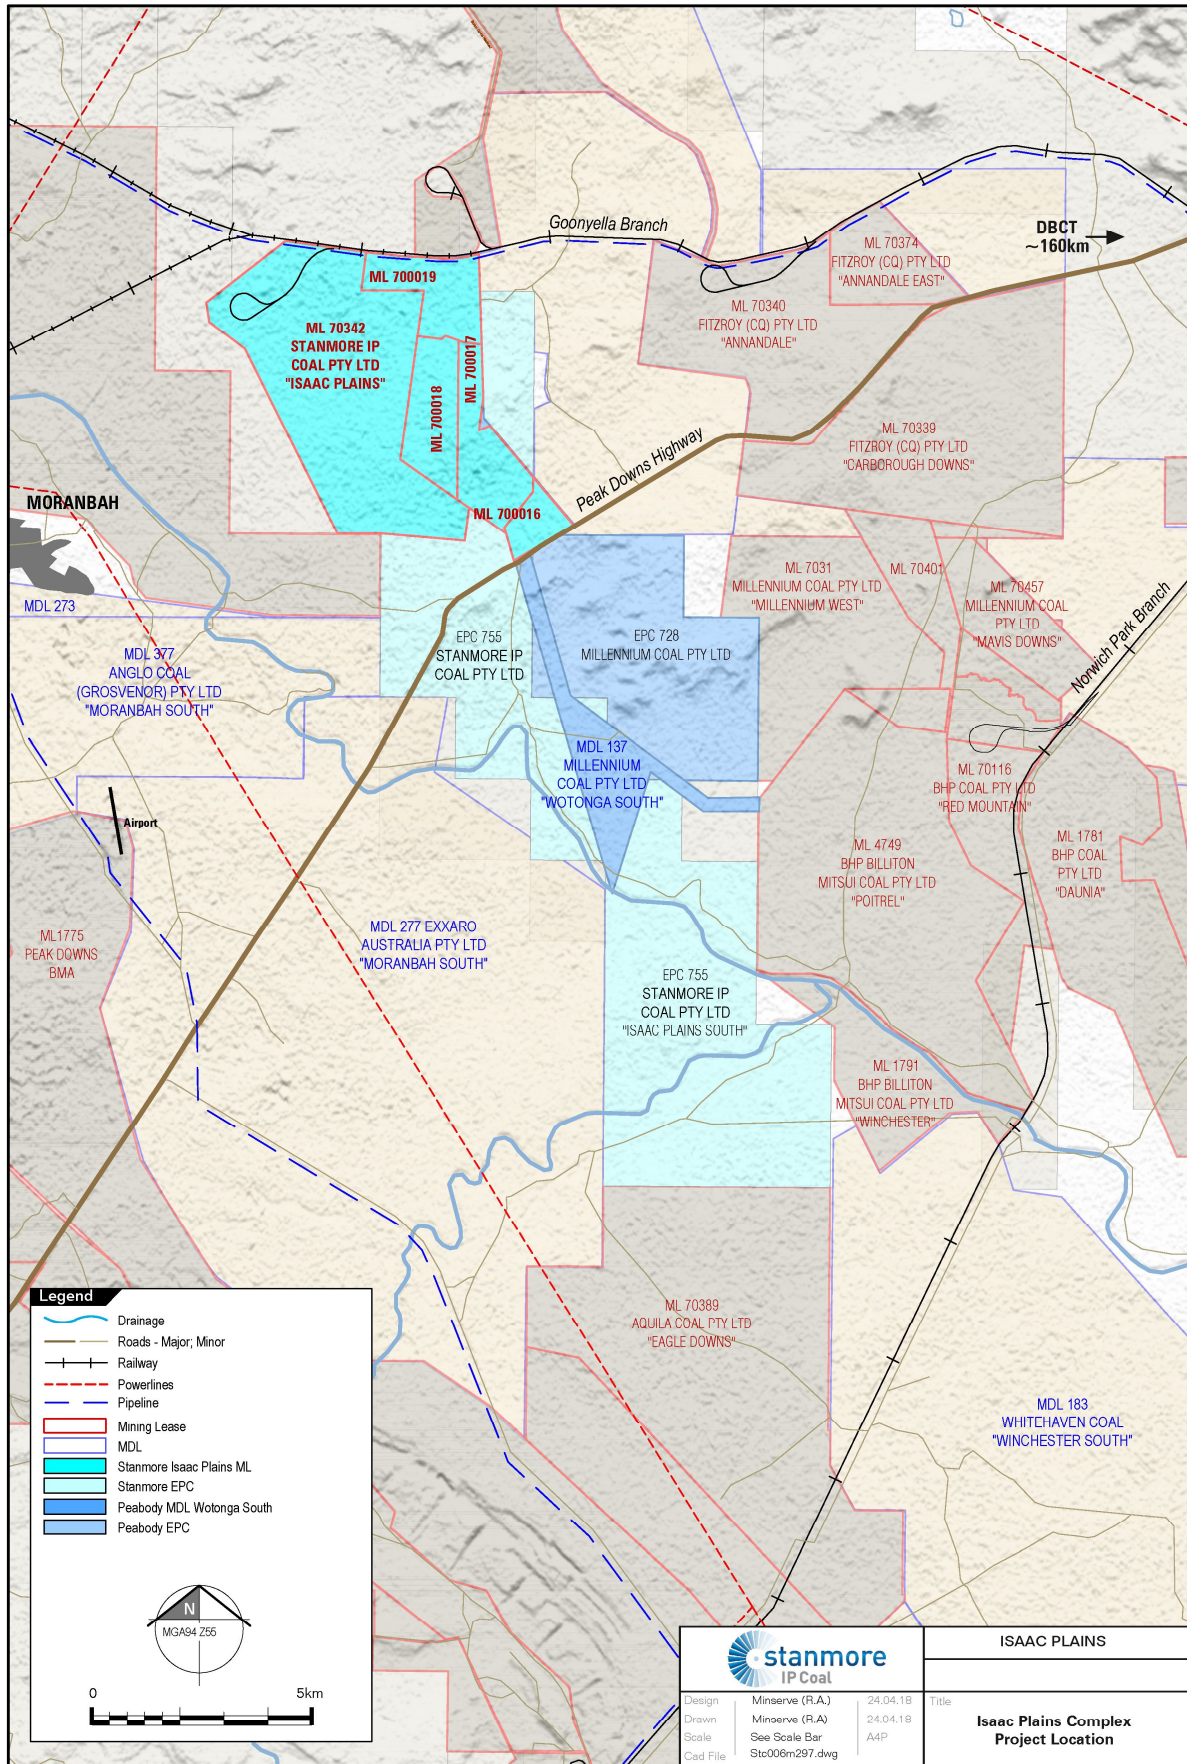 Goonyella Branch
DBCT
~160km
ML 70374
FITZROY (CQ) PTY LTD
"ANNANDALE EAST"
ML 700019
ML 70340
FITZROY (CQ) PTY LTD
"ANNANDALE"
ML 70342
STANMORE IP
COAL PTY LTD
"ISAAC PLAINS"
ML 700017
ML 700018
Peak Downs Highway
ML 70339
FITZROY (CQ) PTY LTD
"CARBOROUGH DOWNS"
MORANBAH
ML 700016
ML 7031
MILLENNIUM COAL PTY LTD
"MILLENNIUM WEST"
ML 70401
ML 70457
MILLENNIUM COAL
PTY LTD
"MAVIS DOWNS"
Norwich Park Branch
MDL 273
MDL 377
ANGLO COAL
(GROSVENOR) PTY LTD
"MORANBAH SOUTH"
EPC 755
STANMORE IP
COAL PTY LTD
EPC 728
MILLENNIUM COAL PTY LTD
MDL 137
MILLENNIUM
COAL PTY LTD
"WOTONGA SOUTH"
ML 70116
BHP COAL PTY LTD
"RED MOUNTAIN"
Airport
ML 4749
BHP BILLITON
MITSUI COAL PTY LTD
"POITREL"
ML 1781
BHP COAL
PTY LTD
"DAUNIA"
ML1775
PEAK DOWNS
BMA
MDL 277 EXXARO
AUSTRALIA PTY LTD
"MORANBAH SOUTH"
EPC 755
STANMORE IP
COAL PTY LTD
"ISAAC PLAINS SOUTH"
ML 1791
BHP BILLITON
MITSUI COAL PTY LTD
"WINCHESTER"
ML 70389
AQUILA COAL PTY LTD
"EAGLE DOWNS"
MDL 183
WHITEHAVEN COAL
"WINCHESTER SOUTH"
Legend
Drainage
Roads - Major; Minor
Railway
Powerlines
Pipeline
Mining Lease
MDL
Stanmore Isaac Plains ML
Stanmore EPC
Peabody MDL Wotonga South
Peabody EPC
N
MGA94 Z55
0 5km
stanmore
IP Coal
ISAAC PLAINS
Design Minserve (R.A.) 24.04.18
Drawn Minserve (R.A) 24.04.18
Scale See Scale Bar A4P
Cad File Stc006m297.dwg
Title
Isaac Plains Complex
Project Location